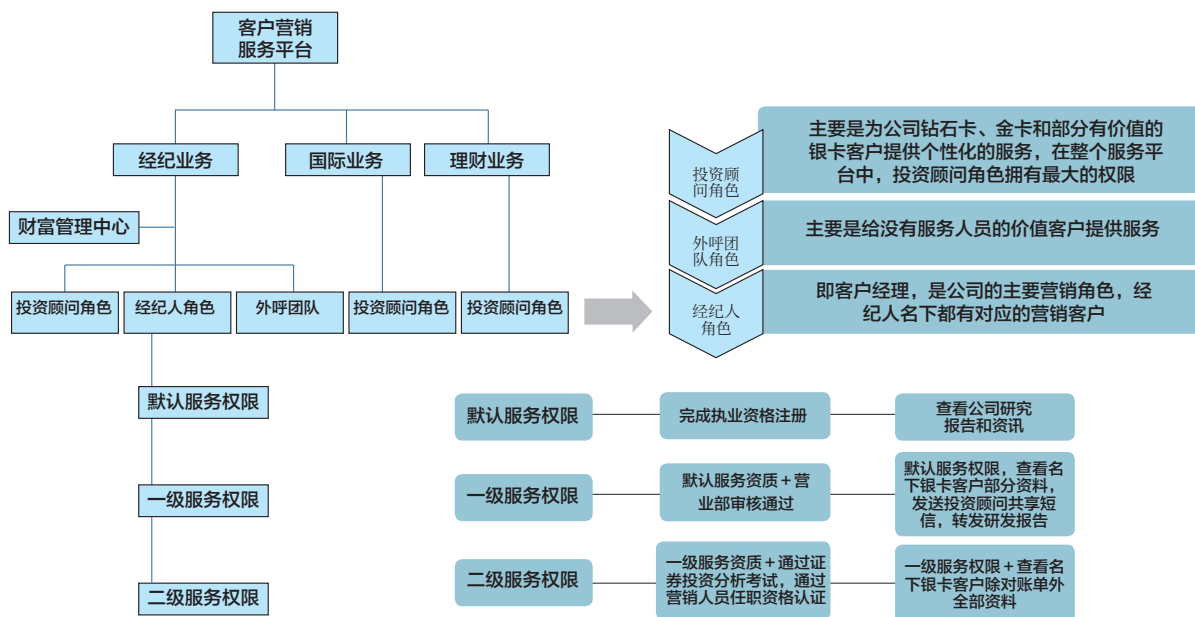 客户营销
服务平台
经纪业务
国际业务
理财业务
财富管理中心
投资顾问角色
经纪人角色
外呼团队
投资顾问角色
投资顾问角色
默认服务权限
一级服务权限
二级服务权限
投资顾
问角色
主要是为公司钻石卡、金卡和部分有价值的
银卡客户提供个性化的服务，在整个服务平
台中，投资顾问角色拥有最大的权限
外呼团
队角色
主要是给没有服务人员的价值客户提供服务
经纪人
角色
即客户经理，是公司的主要营销角色，经
纪人名下都有对应的营销客户
默认服务权限
完成执业资格注册
查看公司研究
报告和资讯
一级服务权限
默认服务资质＋营
业部审核通过
默认服务权限，查看名
下银卡客户部分资料，
发送投资顾问共享短
信，转发研发报告
二级服务权限
一级服务资质＋通过证
券投资分析考试，通过
营销人员任职资格认证
一级服务权限＋查看名
下银卡客户除对账单外
全部资料